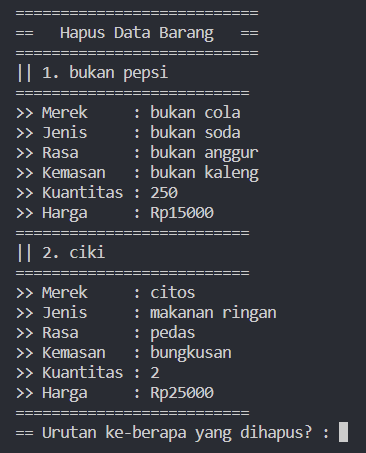 ===========================
==   Hapus Data Barang   ==
===========================
|| 1. bukan pepsi
==========================
>> Merek     : bukan cola
>> Jenis     : bukan soda
>> Rasa      : bukan anggur
>> Kemasan   : bukan kaleng
>> Kuantitas : 250
>> Harga     : Rp15000
==========================
|| 2. ciki
==========================
>> Merek     : citos
>> Jenis     : makanan ringan
>> Rasa      : pedas
>> Kemasan   : bungkusan
>> Kuantitas : 2
>> Harga     : Rp25000
==========================
== Urutan ke-berapa yang dihapus? :